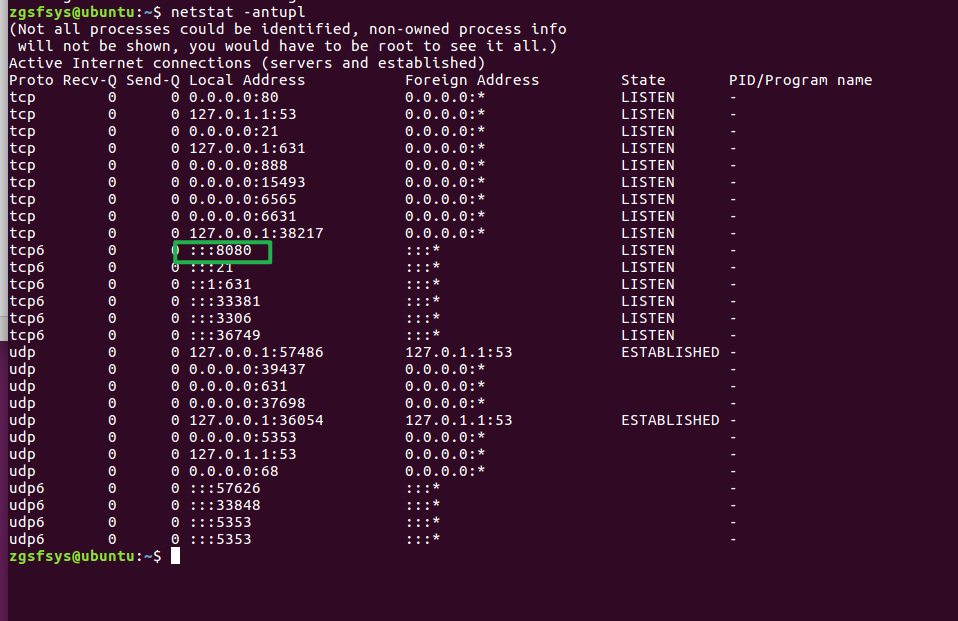 zgsfsys@ubuntu:~$ netstat -antupl
(Not all processes could be identified, non-owned process info
 will not be shown, you would have to be root to see it all.)
Active Internet connections (servers and established)
Proto Recv-Q Send-Q Local Address           Foreign Address         State       PID/Program name
tcp        0      0 0.0.0.0:80              0.0.0.0:*               LISTEN      -
tcp        0      0 127.0.1.1:53            0.0.0.0:*               LISTEN      -
tcp        0      0 0.0.0.0:21              0.0.0.0:*               LISTEN      -
tcp        0      0 127.0.0.1:631           0.0.0.0:*               LISTEN      -
tcp        0      0 0.0.0.0:888             0.0.0.0:*               LISTEN      -
tcp        0      0 0.0.0.0:15493           0.0.0.0:*               LISTEN      -
tcp        0      0 0.0.0.0:6565            0.0.0.0:*               LISTEN      -
tcp        0      0 0.0.0.0:6631            0.0.0.0:*               LISTEN      -
tcp        0      0 127.0.0.1:38217         0.0.0.0:*               LISTEN      -
tcp6       0      0 :::8080                 :::*                    LISTEN      -
tcp6       0      0 :::21                   :::*                    LISTEN      -
tcp6       0      0 ::1:631                 :::*                    LISTEN      -
tcp6       0      0 :::33381                :::*                    LISTEN      -
tcp6       0      0 :::3306                 :::*                    LISTEN      -
tcp6       0      0 :::36749                :::*                    LISTEN      -
udp        0      0 127.0.0.1:57486         127.0.1.1:53            ESTABLISHED -
udp        0      0 0.0.0.0:39437           0.0.0.0:*                           -
udp        0      0 0.0.0.0:631             0.0.0.0:*                           -
udp        0      0 0.0.0.0:37698           0.0.0.0:*                           -
udp        0      0 127.0.0.1:36054         127.0.1.1:53            ESTABLISHED -
udp        0      0 0.0.0.0:5353            0.0.0.0:*                           -
udp        0      0 127.0.1.1:53            0.0.0.0:*                           -
udp        0      0 0.0.0.0:68              0.0.0.0:*                           -
udp6       0      0 :::57626                :::*                                -
udp6       0      0 :::33848                :::*                                -
udp6       0      0 :::5353                 :::*                                -
udp6       0      0 :::5353                 :::*                                -
zgsfsys@ubuntu:~$